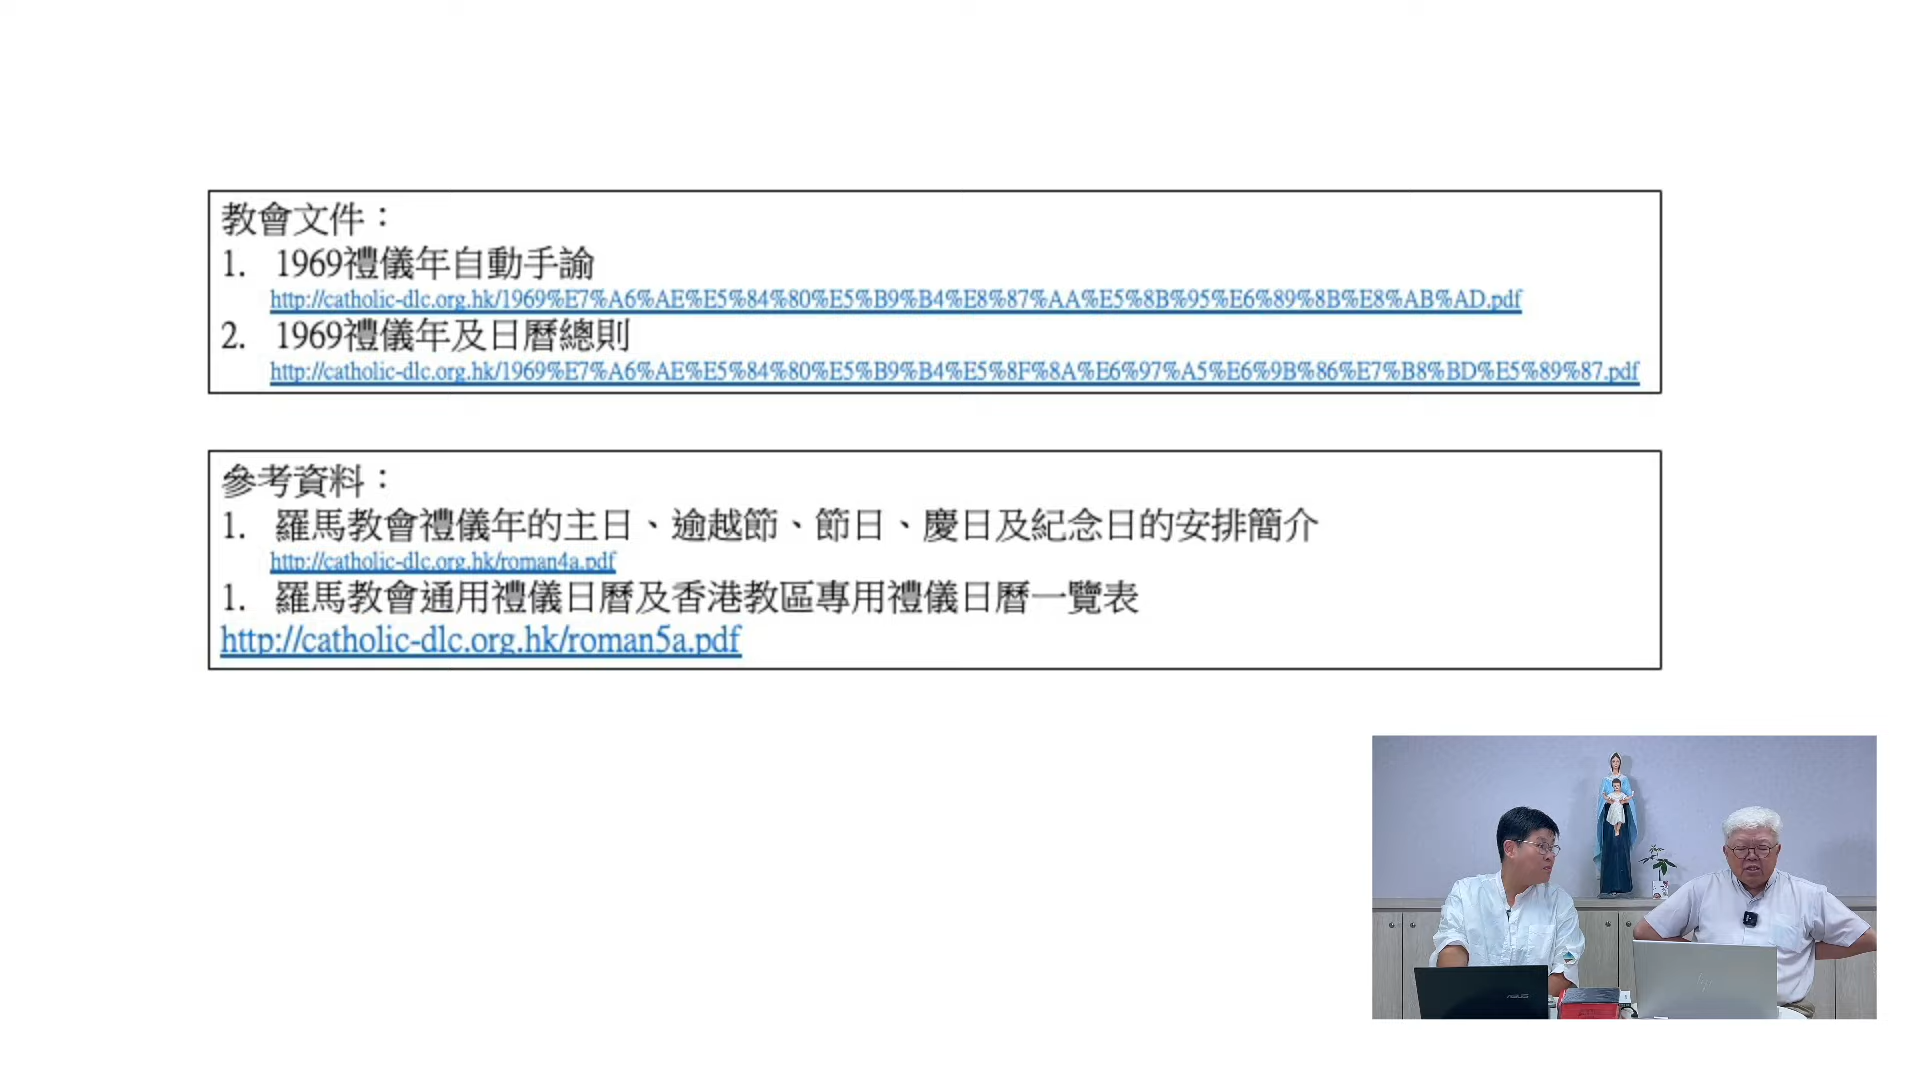 教會文件：
1. 1969禮儀年自動手諭
http://catholic-dlc.org.hk/1969%E7%A6%AE%E5%84%80%E5%B9%B4%E8%87%AA%E5%8B%95%E6%89%8B%E8%AB%AD.pdf
2. 1969禮儀年及日曆總則
http://catholic-dlc.org.hk/1969%E7%A6%AE%E5%84%80%E5%B9%B4%E5%8F%8A%E6%97%A5%E6%9B%86%E7%B8%BD%E5%89%87.pdf
參考資料：
1. 羅馬教會禮儀年的主日、逾越節、節日、慶日及紀念日的安排簡介
http://catholic-dlc.org.hk/roman4a.pdf
1. 羅馬教會通用禮儀日曆及香港教區專用禮儀日曆一覽表
http://catholic-dlc.org.hk/roman5a.pdf
ASUS
hp